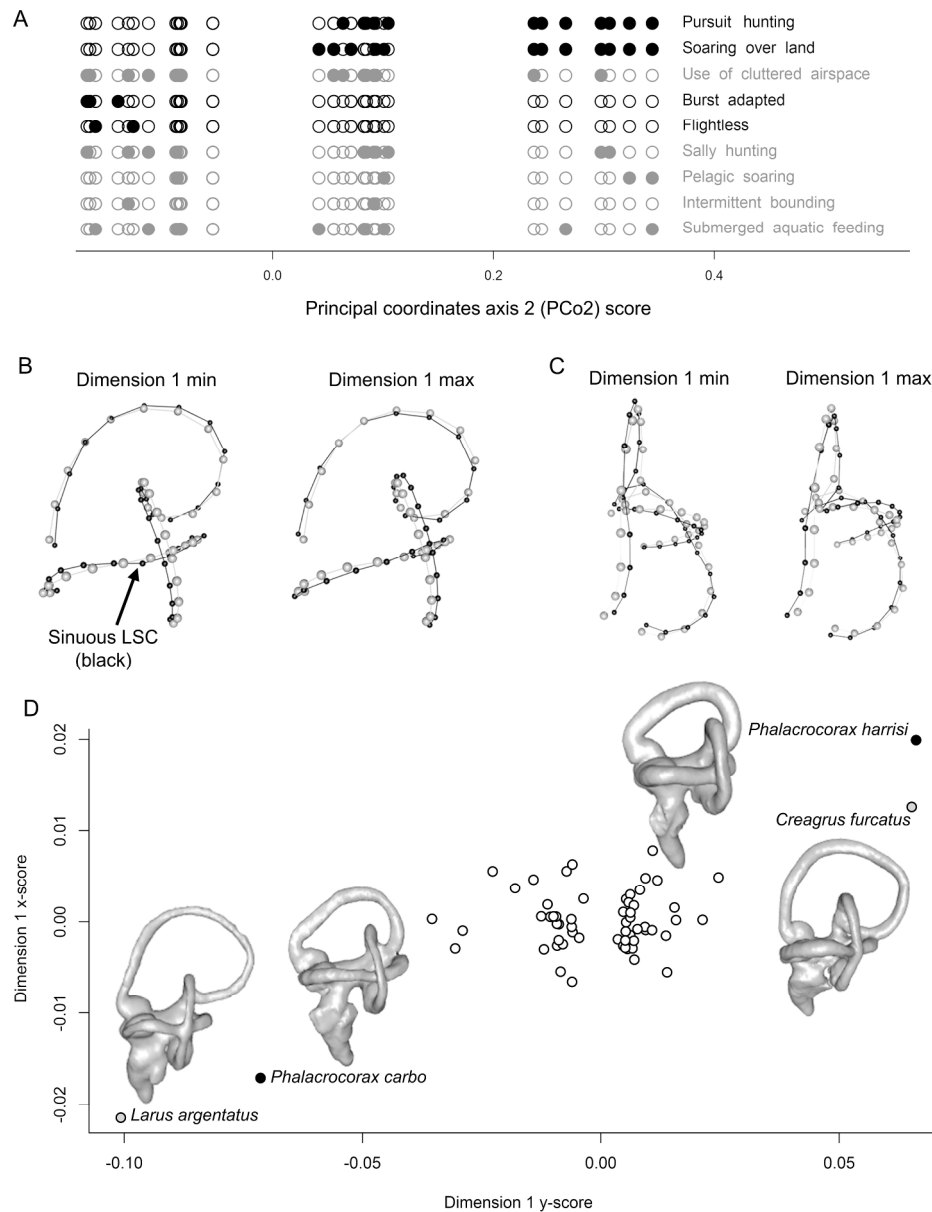 A
Pursuit hunting
Soaring over land
Use of cluttered airspace
Burst adapted
Flightless
Sally hunting
Pelagic soaring
Intermittent bounding
Submerged aquatic feeding
0.0 0.2 0.4
Principal coordinates axis 2 (PCo2) score
B
Dimension 1 min
Dimension 1 max
Sinuous LSC
(black)
C
Dimension 1 min
Dimension 1 max
D
0.02
0.01
0.00
-0.01
-0.02
Dimension 1 x-score
Phalacrocorax harrisi
Creagrus furcatus
Phalacrocorax carbo
Larus argentatus
-0.10 -0.05 0.00 0.05
Dimension 1 y-score